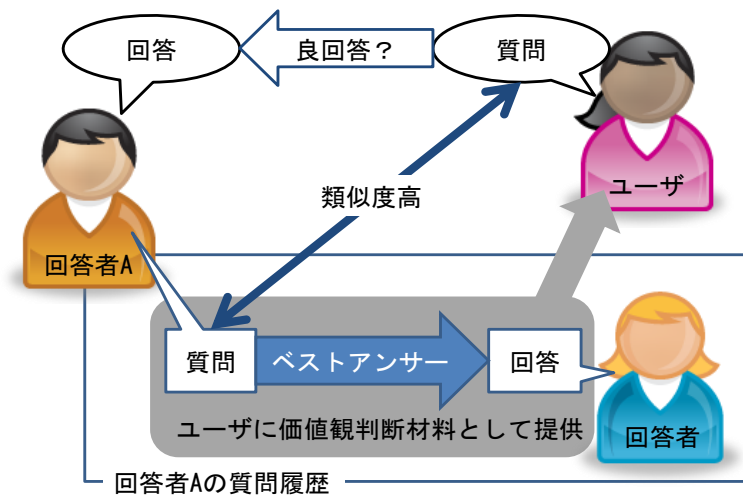 回答
良回答？
質問
ユーザ
類似度高
回答者A
質問
ベストアンサー
回答
ユーザに価値観判断材料として提供
回答者
回答者Aの質問履歴